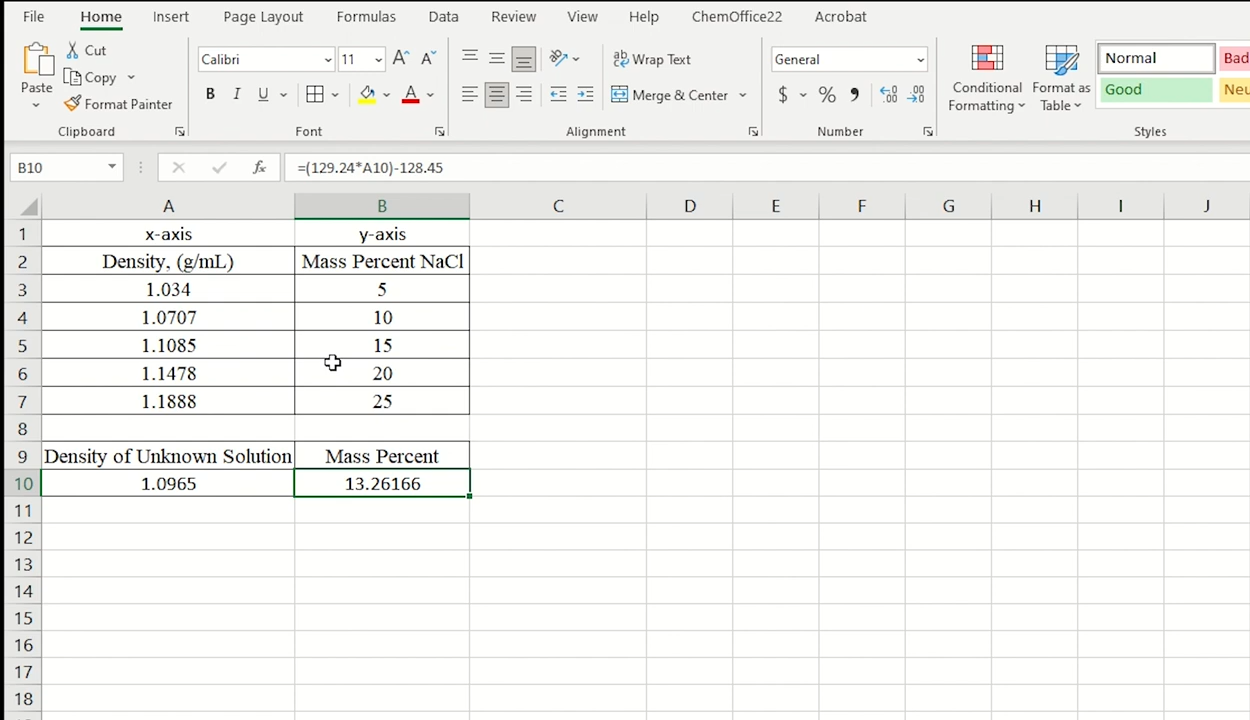 File Home Insert Page Layout Formulas Data Review View Help ChemOffice22 Acrobat
Paste
Cut
Copy
Format Painter
Clipboard
Calibri 11
Font
Wrap Text
Merge & Center
Alignment
General
Number
Conditional Formatting
Format as Table
Normal Bad
Good Neu
Styles
B10 fx =(129.24*A10)-128.45
A B C D E F G H I J
1 x-axis y-axis
2 Density, (g/mL) Mass Percent NaCl
3 1.034 5
4 1.0707 10
5 1.1085 15
6 1.1478 20
7 1.1888 25
8
9 Density of Unknown Solution Mass Percent
10 1.0965 13.26166
11
12
13
14
15
16
17
18